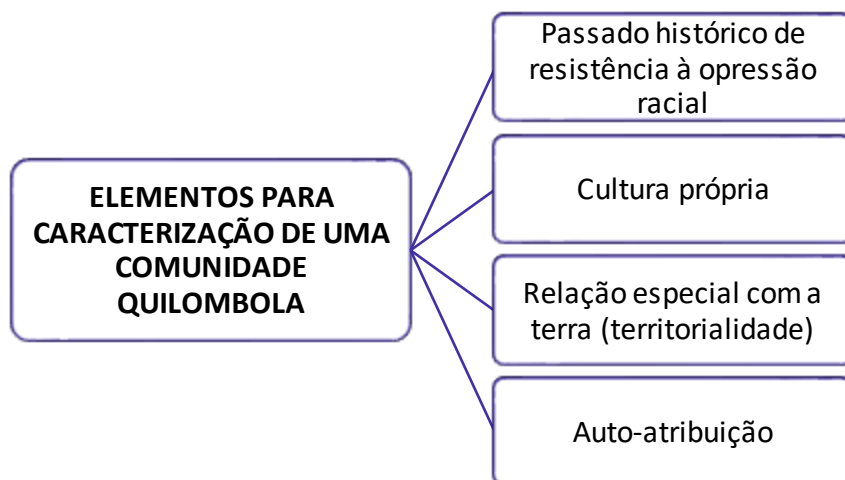 ELEMENTOS PARA
CARACTERIZAÇÃO DE UMA
COMUNIDADE
QUILOMBOLA
Passado histórico de
resistência à opressão
racial
Cultura própria
Relação especial com a
terra (territorialidade)
Auto-atribuição